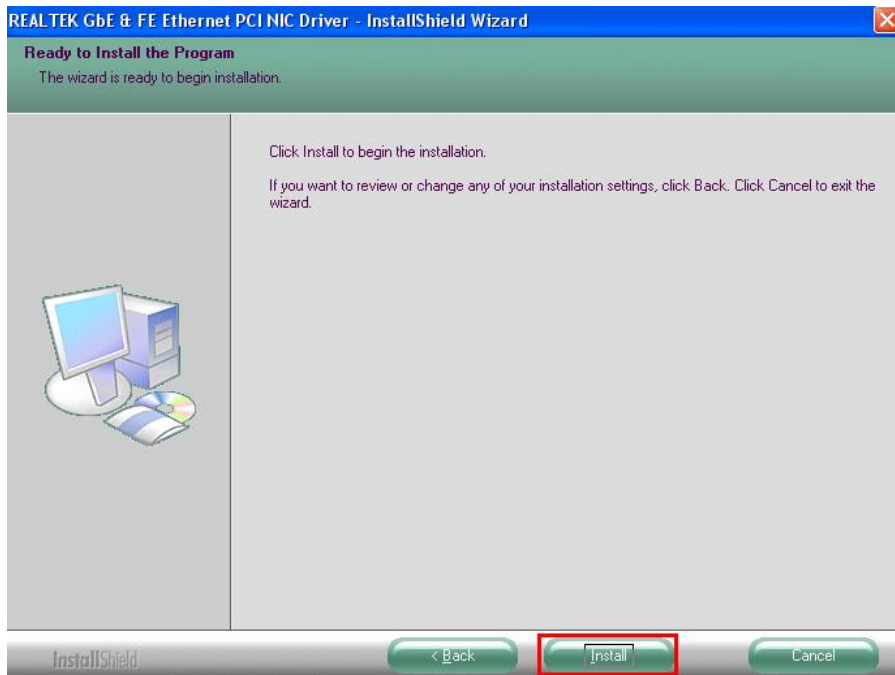 REALTEK GbE & FE Ethernet PCI NIC Driver - InstallShield Wizard
Ready to Install the Program
The wizard is ready to begin installation.
Click Install to begin the installation.
If you want to review or change any of your installation settings, click Back. Click Cancel to exit the
wizard.
InstallShield
< Back
Install
Cancel